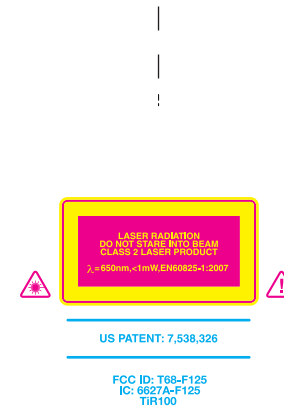 LASER RADIATION
DO NOT STARE INTO BEAM
CLASS 2 LASER PRODUCT
λ=650nm,<1mW,EN60825-1:2007
US PATENT: 7,538,326
FCC ID: T68-F125
IC: 6627A-F125
TiR100